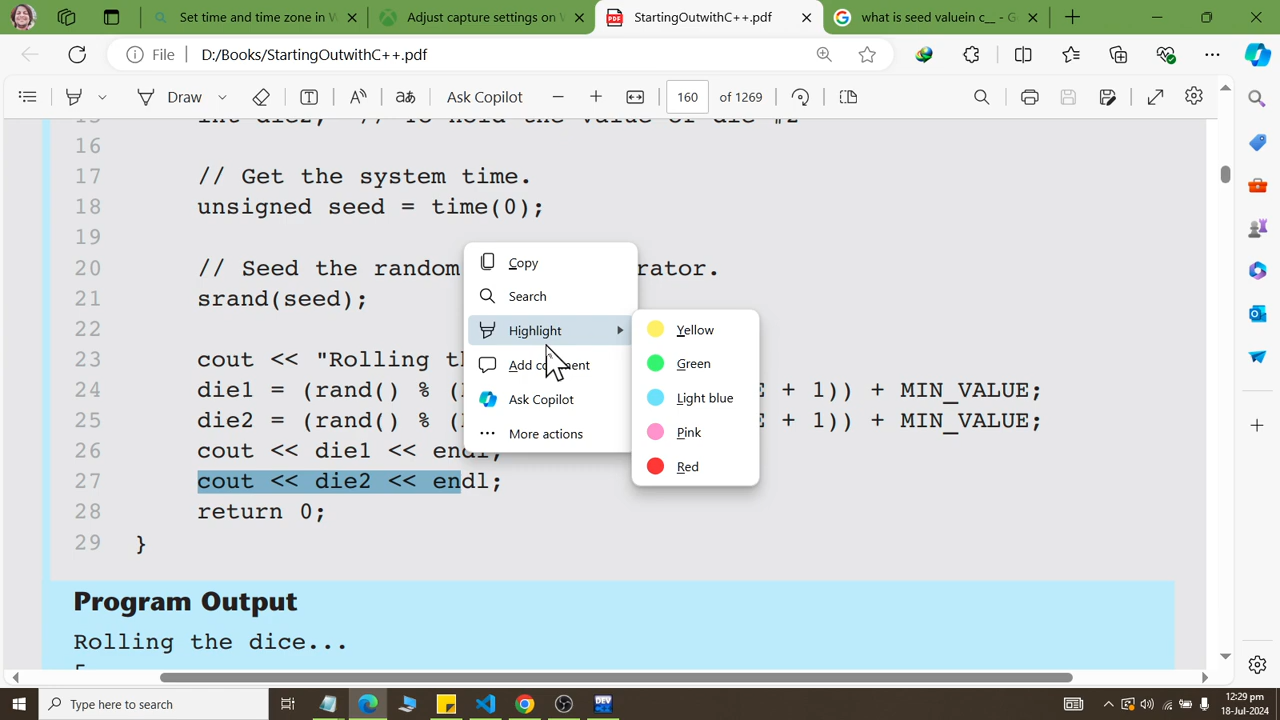 Set time and time zone in W
Adjust capture settings on W
StartingOutwithC++.pdf
what is seed valuein c__ - G
File
D:/Books/StartingOutwithC++.pdf
Draw
Ask Copilot
160
of 1269
16
17 // Get the system time.
18 unsigned seed = time(0);
19
20 // Seed the random rator.
21 srand(seed);
22
23 cout << "Rolling
24 die1 = (rand() % ( + 1)) + MIN_VALUE;
25 die2 = (rand() % ( + 1)) + MIN_VALUE;
26 cout << die1 << endl;
27 cout << die2 << endl;
28 return 0;
29 }
Copy
Search
Highlight
Add comment
Ask Copilot
More actions
Yellow
Green
Light blue
Pink
Red
Program Output
Rolling the dice...
Type here to search
DEV
12:29 pm
18-Jul-2024